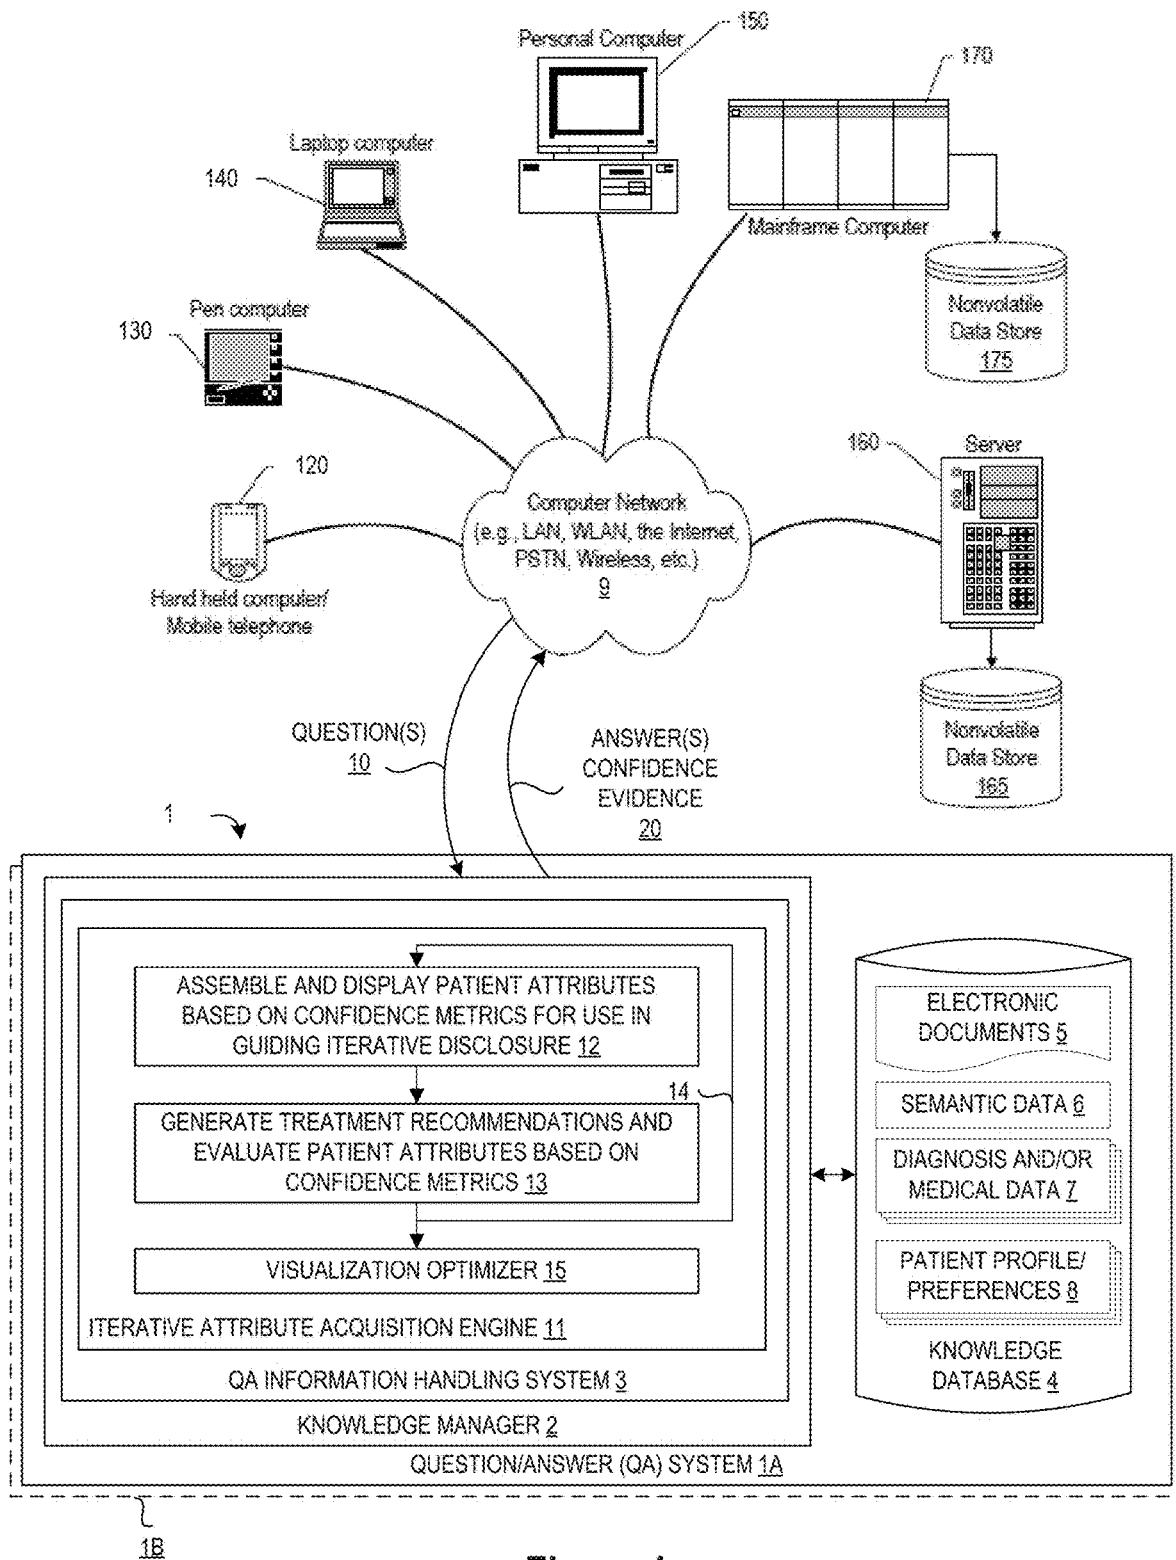 150
Personal Computer
170
Laptop computer
140
Mainframe Computer
Nonvolatile
Data Store
175
Pen computer
130
160
Server
120
Computer Network
(e.g., LAN, WLAN, the Internet,
PSTN, Wireless, etc.)
9
Hand held computer/
Mobile telephone
Nonvolatile
Data Store
165
QUESTION(S)
10
ANSWER(S)
CONFIDENCE
EVIDENCE
20
1
ASSEMBLE AND DISPLAY PATIENT ATTRIBUTES
BASED ON CONFIDENCE METRICS FOR USE IN
GUIDING ITERATIVE DISCLOSURE 12
14
GENERATE TREATMENT RECOMMENDATIONS AND
EVALUATE PATIENT ATTRIBUTES BASED ON
CONFIDENCE METRICS 13
VISUALIZATION OPTIMIZER 15
ITERATIVE ATTRIBUTE ACQUISITION ENGINE 11
QA INFORMATION HANDLING SYSTEM 3
KNOWLEDGE MANAGER 2
QUESTION/ANSWER (QA) SYSTEM 1A
ELECTRONIC
DOCUMENTS 5
SEMANTIC DATA 6
DIAGNOSIS AND/OR
MEDICAL DATA 7
PATIENT PROFILE/
PREFERENCES 8
KNOWLEDGE
DATABASE 4
1B